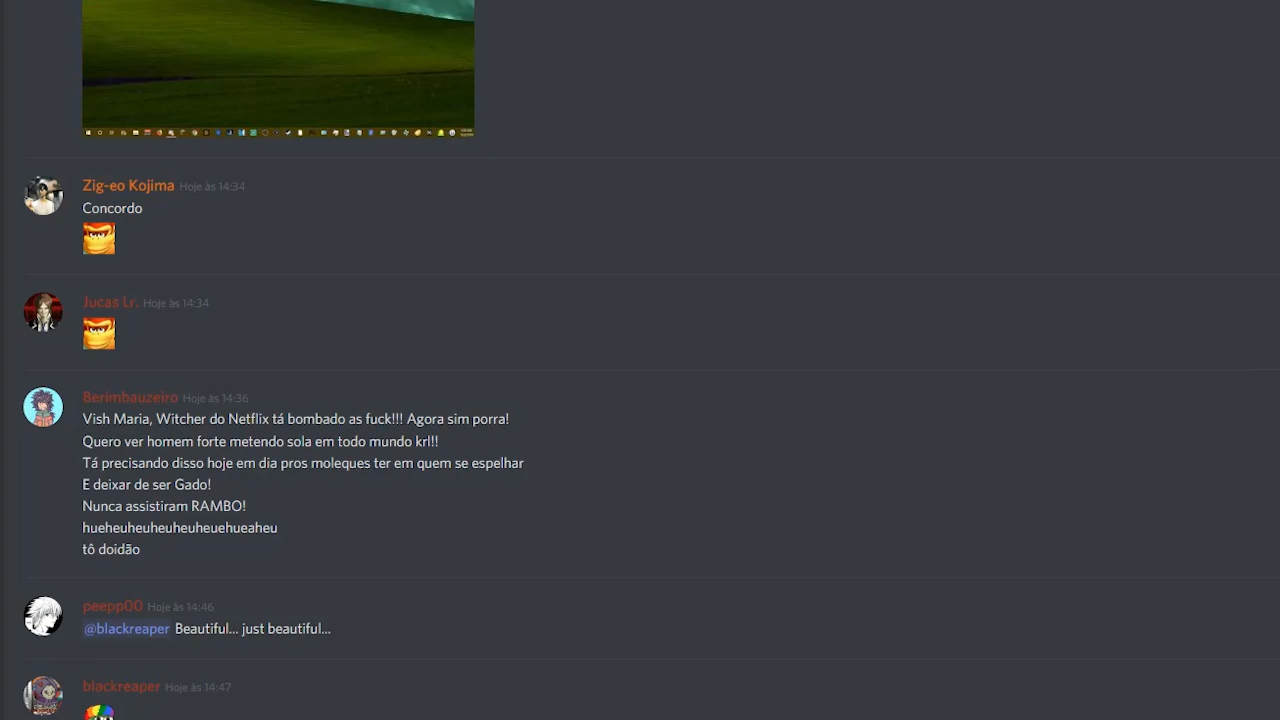 Zig-eo Kojima Hoje às 14:34
Concordo
Jucas Lr. Hoje às 14:34
Berimbauzeiro Hoje às 14:36
Vish Maria, Witcher do Netflix tá bombado as fuck!!! Agora sim porra!
Quero ver homem forte metendo sola em todo mundo krl!!
Tá precisando disso hoje em dia pros moleques ter em quem se espelhar
E deixar de ser Gado!
Nunca assistiram RAMBO!
hueheuheuheuheuheuehueaheu
tô doidão
peepp00 Hoje às 14:46
@blackreaper Beautiful... just beautiful...
blackreaper Hoje às 14:47